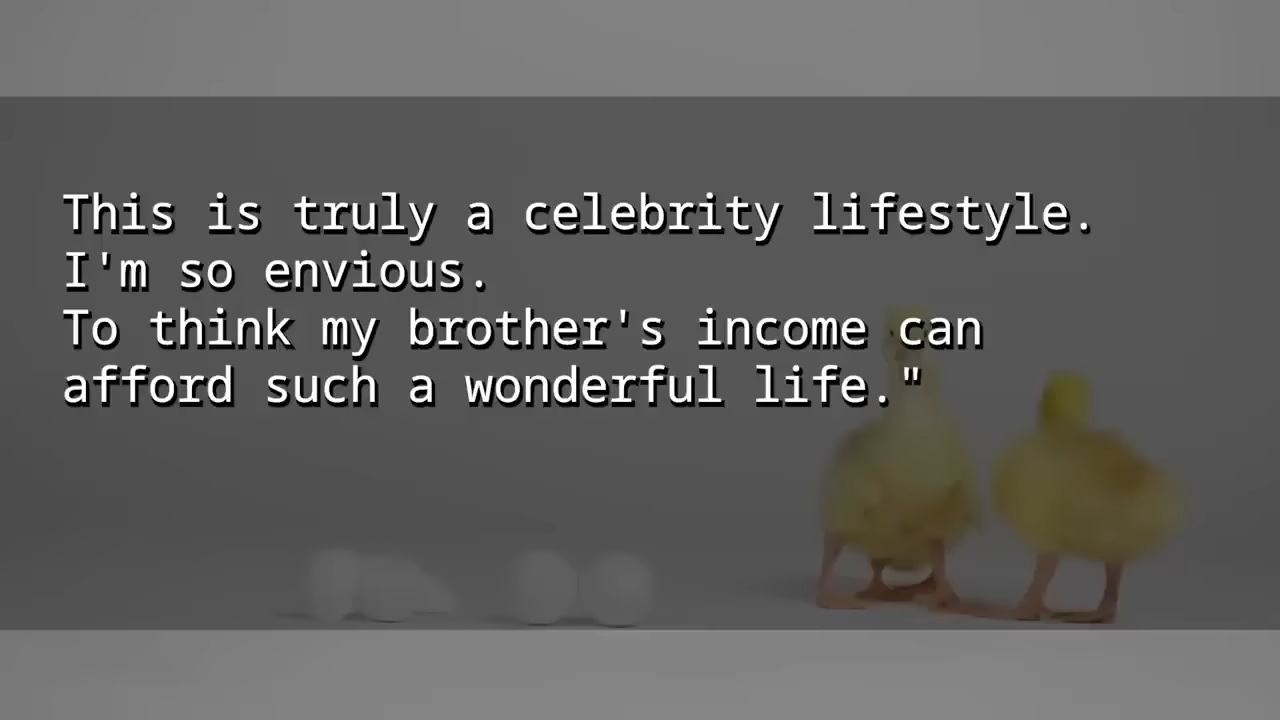 This is truly a celebrity lifestyle.
I'm so envious.
To think my brother's income can
afford such a wonderful life."